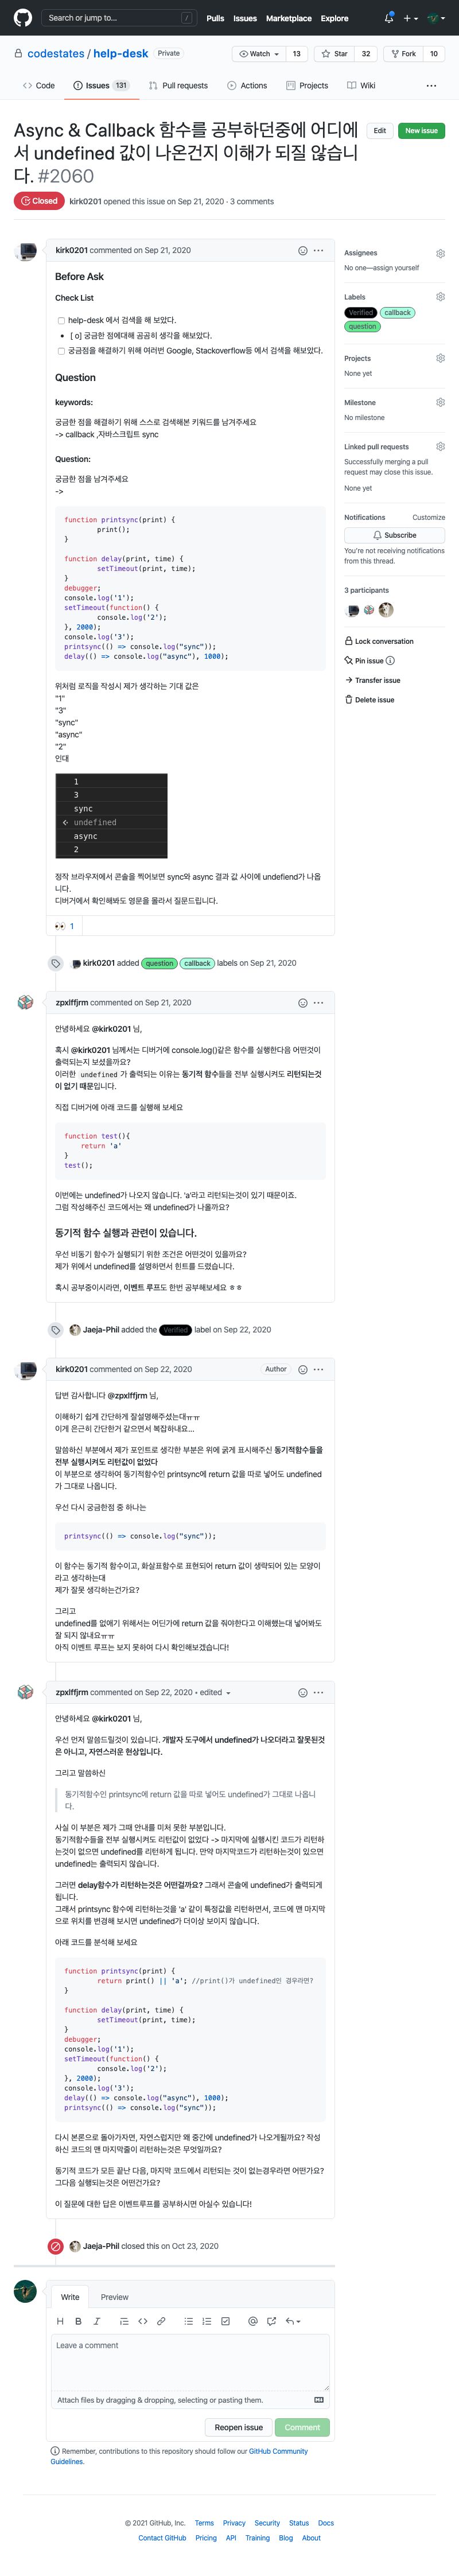 Search or jump to...
/
Pulls Issues Marketplace Explore
codestates / help-desk Private
Watch 13 Star 32 Fork 10
Code Issues 131 Pull requests Actions Projects Wiki
Async & Callback 함수를 공부하던중에 어디에
서 undefined 값이 나온건지 이해가 되질 않습니
다. #2060
Edit New issue
Closed kirk0201 opened this issue on Sep 21, 2020 · 3 comments
kirk0201 commented on Sep 21, 2020
Before Ask
Check List
help-desk 에서 검색을 해 보았다.
[ o] 궁금한 점에대해 곰곰히 생각을 해보았다.
궁금점을 해결하기 위해 여러번 Google, Stackoverflow등 에서 검색을 해보았다.
Question
keywords:
궁금한 점을 해결하기 위해 스스로 검색해본 키워드를 남겨주세요
-> callback ,자바스크립트 sync
Question:
궁금한 점을 남겨주세요
->
function printsync(print) {
print();
}
function delay(print, time) {
setTimeout(print, time);
}
debugger;
console.log('1');
setTimeout(function() {
console.log('2');
}, 2000);
console.log('3');
printsync(() => console.log("sync"));
delay(() => console.log("async"), 1000);
위처럼 로직을 작성시 제가 생각하는 기대 값은
"1"
"3"
"sync"
"async"
"2"
인대
1
3
sync
undefined
async
2
정작 브라우저에서 콘솔을 찍어보면 sync와 async 결과 값 사이에 undefiend가 나옵
니다.
디버거에서 확인해봐도 영문을 몰라서 질문드립니다.
👀 1
kirk0201 added question callback labels on Sep 21, 2020
zpxlffjrm commented on Sep 21, 2020
안녕하세요 @kirk0201 님,
혹시 @kirk0201 님께서는 디버거에 console.log()같은 함수를 실행한다음 어떤것이
출력되는지 보셨을까요?
이러한 undefined 가 출력되는 이유는 동기적 함수들을 전부 실행시켜도 리턴되는것
이 없기 때문입니다.
직접 디버거에 아래 코드를 실행해 보세요
function test(){
return 'a'
}
test();
이번에는 undefined가 나오지 않습니다. 'a'라고 리턴되는것이 있기 때문이죠.
그럼 작성해주신 코드에서는 왜 undefined가 나올까요?
동기적 함수 실행과 관련이 있습니다.
우선 비동기 함수가 실행되기 위한 조건은 어떤것이 있을까요?
제가 위에서 undefined를 설명하면서 힌트를 드렸습니다.
혹시 공부중이시라면, 이벤트 루프도 한번 공부해보세요 ㅎㅎ
Jaeja-Phil added the Verified label on Sep 22, 2020
kirk0201 commented on Sep 22, 2020 Author
답변 감사합니다 @zpxlffjrm 님,
이해하기 쉽게 간단하게 잘설명해주셨는대ㅠㅠ
이게 은근히 간단한거 같으면서 복잡하내요...
말씀하신 부분에서 제가 포인트로 생각한 부분은 위에 굵게 표시해주신 동기적함수들을
전부 실행시켜도 리턴값이 없었다
이 부분으로 생각하여 동기적함수인 printsync에 return 값을 따로 넣어도 undefined
가 그대로 나옵니다.
우선 다시 궁금한점 중 하나는
printsync(() => console.log("sync"));
이 함수는 동기적 함수이고, 화살표함수로 표현되어 return 값이 생략되어 있는 모양이
라고 생각하는대
제가 잘못 생각하는건가요?
그리고
undefined를 없애기 위해서는 어딘가에 return 값을 줘야한다고 이해했는대 넣어봐도
잘 되지 않내요ㅠㅠ
아직 이벤트 루프는 보지 못하여 다시 확인해보겠습니다!
zpxlffjrm commented on Sep 22, 2020 • edited
안녕하세요 @kirk0201 님,
우선 먼저 말씀드릴것이 있습니다. 개발자 도구에서 undefined가 나오더라고 잘못된것
은 아니고, 자연스러운 현상입니다.
그리고 말씀하신
동기적함수인 printsync에 return 값을 따로 넣어도 undefined가 그대로 나옵니
다.
사실 이 부분은 제가 그때 안내를 미처 못한 부분입니다.
동기적함수들을 전부 실행시켜도 리턴값이 없었다 -> 마지막에 실행시킨 코드가 리턴하
는것이 없으면 undefined를 리턴하게 됩니다. 만약 마지막코드가 리턴하는것이 있으면
undefined는 출력되지 않습니다.
그러면 delay함수가 리턴하는것은 어떤걸까요? 그래서 콘솔에 undefined가 출력되게
됩니다.
그래서 printsync 함수에 리턴하는것을 'a' 같이 특정값을 리턴하면서, 코드에 맨 마지막
으로 위치를 변경해 보시면 undefined가 더이상 보이지 않습니다.
아래 코드를 분석해 보세요
function printsync(print) {
return print() || 'a'; //print()가 undefined인 경우라면?
}
function delay(print, time) {
setTimeout(print, time);
}
debugger;
console.log('1');
setTimeout(function() {
console.log('2');
}, 2000);
console.log('3');
delay(() => console.log("async"), 1000);
printsync(() => console.log("sync"));
다시 본론으로 돌아가자면, 자연스럽지만 왜 중간에 undefined가 나오게될까요? 작성
하신 코드의 맨 마지막줄이 리턴하는것은 무엇일까요?
동기적 코드가 모든 끝난 다음, 마지막 코드에서 리턴되는 것이 없는경우라면 어떤가요?
그다음 실행되는것은 어떤건가요?
이 질문에 대한 답은 이벤트루프를 공부하시면 아실수 있습니다!
Jaeja-Phil closed this on Oct 23, 2020
Write Preview
Leave a comment
Attach files by dragging & dropping, selecting or pasting them.
Reopen issue Comment
Remember, contributions to this repository should follow our GitHub Community
Guidelines.
Assignees
No one—assign yourself
Labels
Verified callback
question
Projects
None yet
Milestone
No milestone
Linked pull requests
Successfully merging a pull
request may close this issue.
None yet
Notifications Customize
Subscribe
You're not receiving notifications
from this thread.
3 participants
Lock conversation
Pin issue
Transfer issue
Delete issue
© 2021 GitHub, Inc. Terms Privacy Security Status Docs
Contact GitHub Pricing API Training Blog About